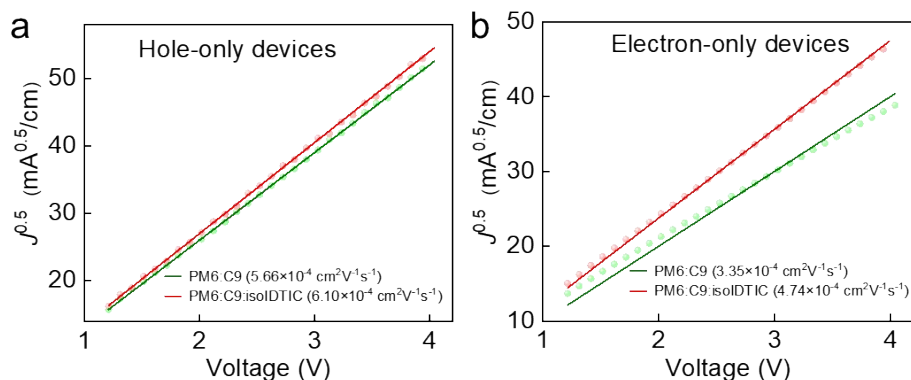 a
Hole-only devices
J^0.5 (mA^0.5/cm)
50
40
30
20
PM6:C9 (5.66×10^-4 cm^2V^-1s^-1)
PM6:C9:isoIDTIC (6.10×10^-4 cm^2V^-1s^-1)
1 2 3 4
Voltage (V)
b
Electron-only devices
J^0.5 (mA^0.5/cm)
50
40
30
20
10
PM6:C9 (3.35×10^-4 cm^2V^-1s^-1)
PM6:C9:isoIDTIC (4.74×10^-4 cm^2V^-1s^-1)
1 2 3 4
Voltage (V)